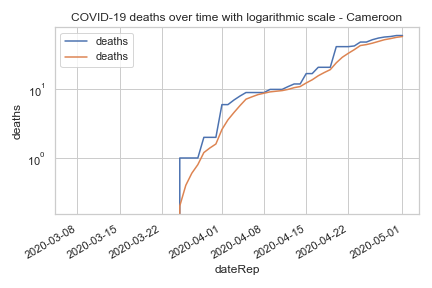 COVID-19 deaths over time with logarithmic scale - Cameroon
deaths
deaths
deaths
10¹
10⁰
2020-03-08
2020-03-15
2020-03-22
2020-04-01
2020-04-08
2020-04-15
2020-04-22
2020-05-01
dateRep